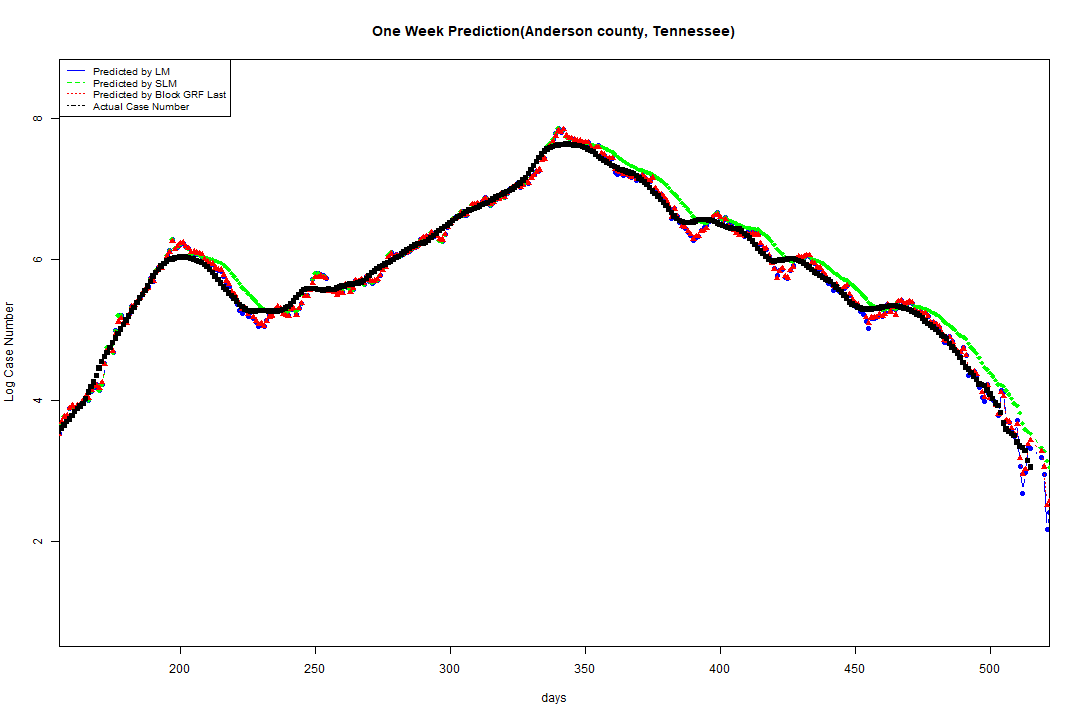 One Week Prediction(Anderson county, Tennessee)
Predicted by LM
Predicted by SLM
Predicted by Block GRF Last
Actual Case Number
8
6
4
2
Log Case Number
200 250 300 350 400 450 500
days